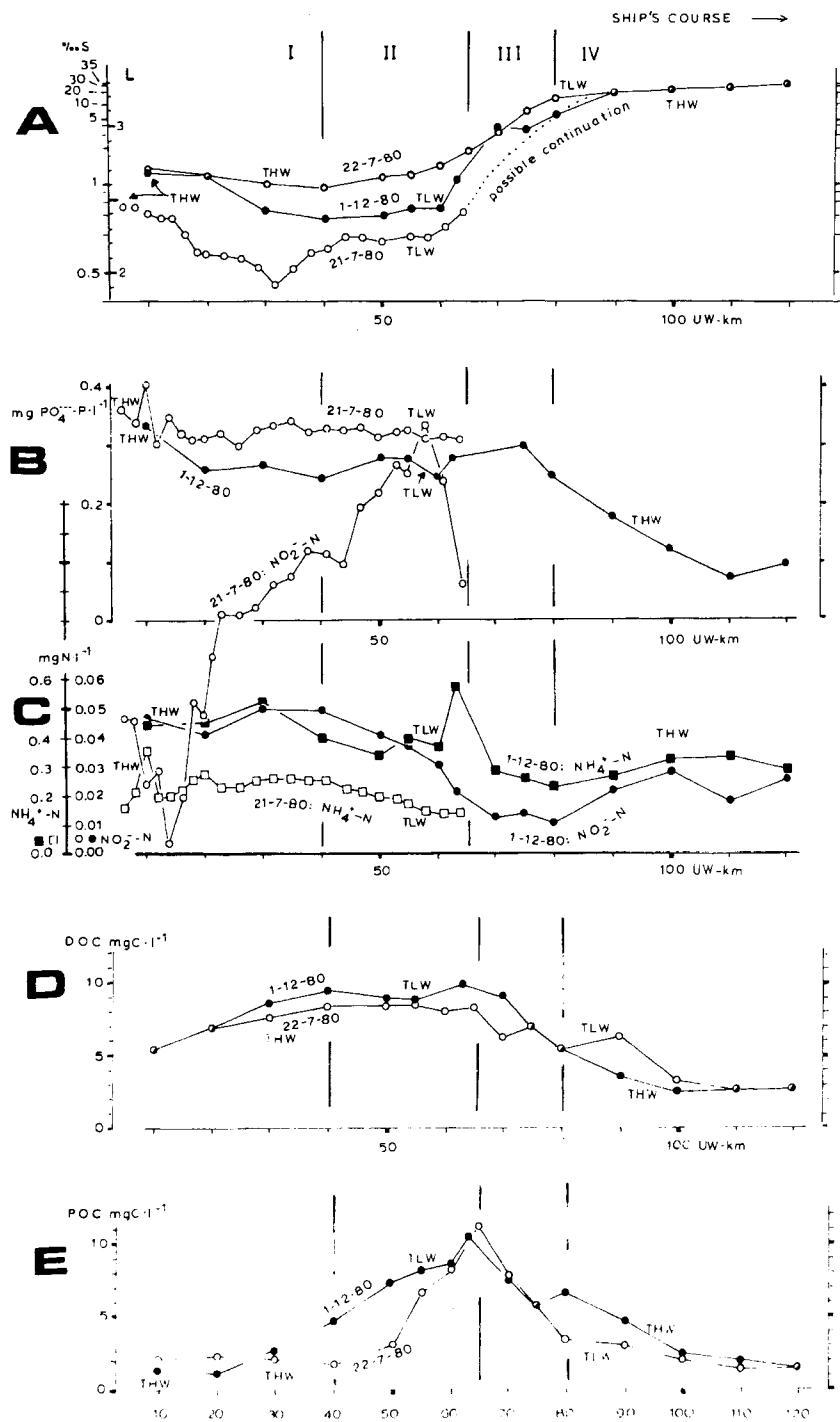 SHIP'S COURSE
‰S
I II III IV
35
30
20
10
5
L
3
1
0.5
2
A
THW
THW
22-7-80
1-12-80
TLW
21-7-80
TLW
TLW
THW
possible continuation
50
100 UW-km
0.4
mg PO4---P·l-1
0.2
0
B
THW
THW
21-7-80
TLW
1-12-80
TLW
THW
21-7-80: NO2--N
50
100 UW-km
mgN·l-1
0.6 0.06
0.5 0.05
0.4 0.04
0.3 0.03
0.2 0.02
0.1 0.01
0.0 0.00
NH4+-N
NO2--N
C
THW
THW
TLW
THW
1-12-80: NH4+-N
21-7-80: NH4+-N
TLW
1-12-80: NO2--N
50
100 UW-km
DOC mgC·l-1
10
5
0
D
1-12-80
TLW
22-7-80
THW
TLW
THW
50
100 UW-km
POC mgC·l-1
10
5
0
E
1-12-80
TLW
THW
THW
22-7-80
THW
TLW
10 20 30 40 50 60 70 80 90 100 110 120